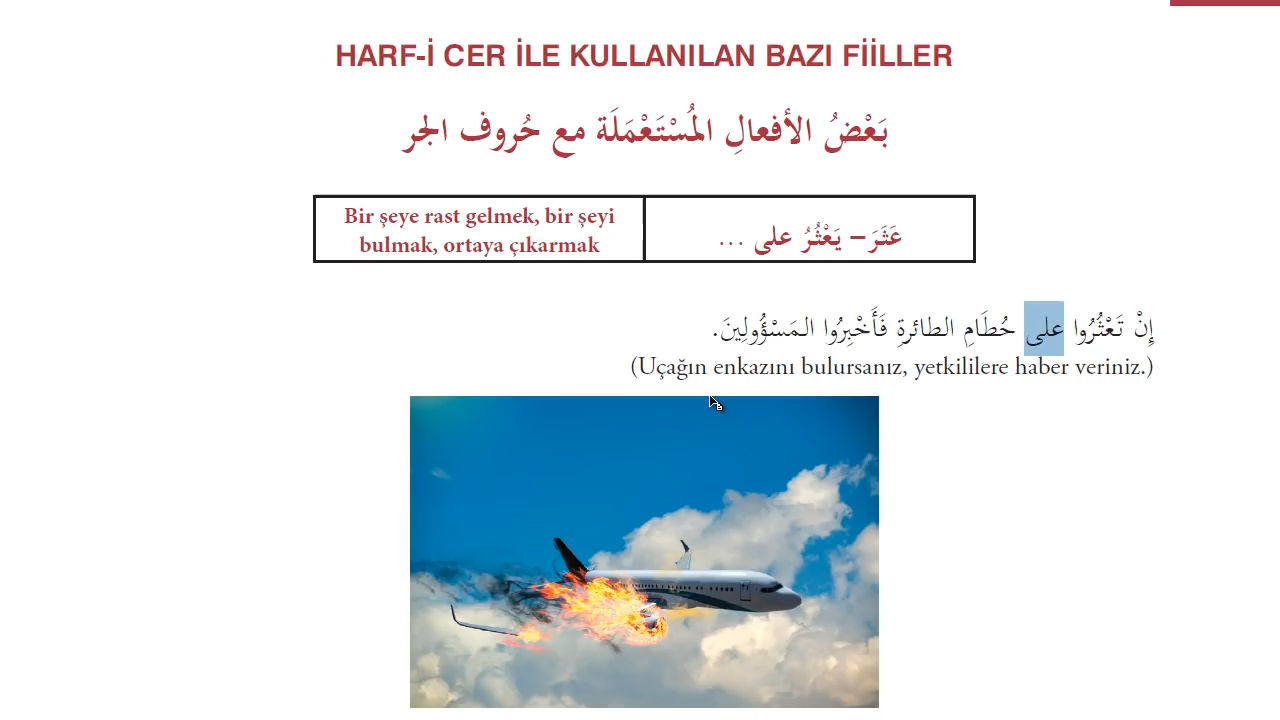 HARF-İ CER İLE KULLANILAN BAZI FİİLLER
بَعْضُ الأفعالِ المُسْتَعْمَلَة مع حُروف الجر
Bir şeye rast gelmek, bir şeyi
bulmak, ortaya çıkarmak
عَثَرَ – يَعْثُرُ على ...
إِنْ تَعْثُرُوا على حُطَامِ الطائرةِ فَأَخْبِرُوا المَسْؤُولِينَ.
(Uçağın enkazını bulursanız, yetkililere haber veriniz.)